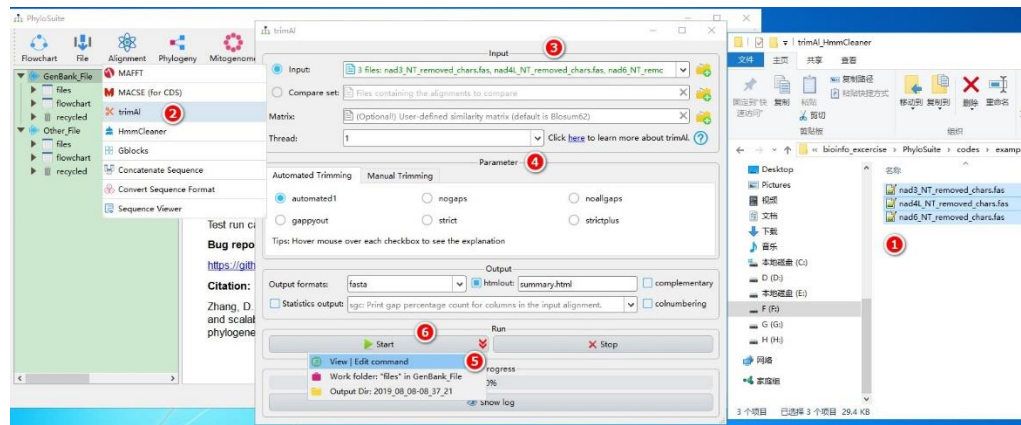 PhyloSuite
Flowchart File Alignment Phylogeny Mitogenome
GenBank_File
files
flowchart
recycled
Other_File
files
flowchart
recycled
MAFFT
MACSE (for CDS)
trimAl
2
HmmCleaner
Gblocks
Concatenate Sequence
Convert Sequence Format
Sequence Viewer
Test run ca
Bug repo
https://gith
Citation:
Zhang, D.
and scalab
phylogene
trimAl
Input
3
Input: 3 files: nad3_NT_removed_chars.fas, nad4L_NT_removed_chars.fas, nad6_NT_remc
Compare set: Files containing the alignments to compare
Matrix: (Optional!) User-defined similarity matrix (default is Blosum62)
Thread: 1 Click here to learn more about trimAl.
Parameter
4
Automated Trimming Manual Trimming
automated1 nogaps noallgaps
gappyout strict strictplus
Tips: Hover mouse over each checkbox to see the explanation
Output
Output formats: fasta htmlout: summary.html complementary
Statistics output: sgc: Print gap percentage count for columns in the input alignment. colnumbering
Run
6
Start Stop
View | Edit command
5
Work folder: "files" in GenBank_File
Output Dir: 2019_08_08-08_37_21
rogress
0%
Show log
trimAl_HmmCleaner
文件 主页 共享 查看
复制 粘贴 复制路径
粘贴快捷方式
剪切
移动到 复制到 删除 重命名
剪贴板 组织
bioinfo_excercise PhyloSuite codes examp
Desktop
Pictures
视频
文档
下载
音乐
本地磁盘 (C:)
D (D:)
本地磁盘 (E:)
F (F:)
G (G:)
H (H:)
网络
家庭组
名称
nad3_NT_removed_chars.fas
nad4L_NT_removed_chars.fas
nad6_NT_removed_chars.fas
1
3 个项目 已选择 3 个项目 29.4 KB